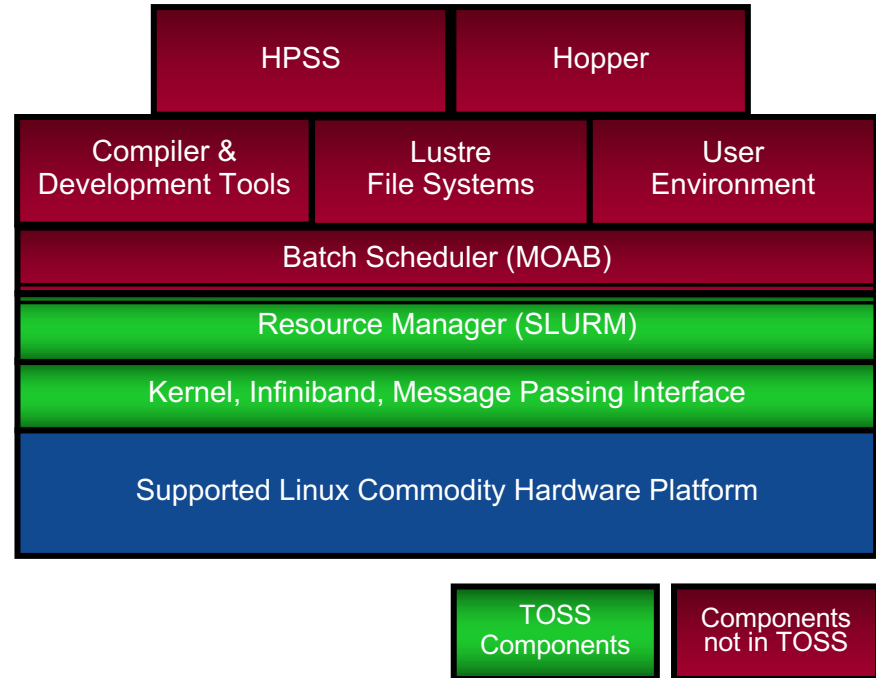 HPSS
Hopper
Compiler &
Development Tools
Lustre
File Systems
User
Environment
Batch Scheduler (MOAB)
Resource Manager (SLURM)
Kernel, Infiniband, Message Passing Interface
Supported Linux Commodity Hardware Platform
TOSS
Components
Components
not in TOSS